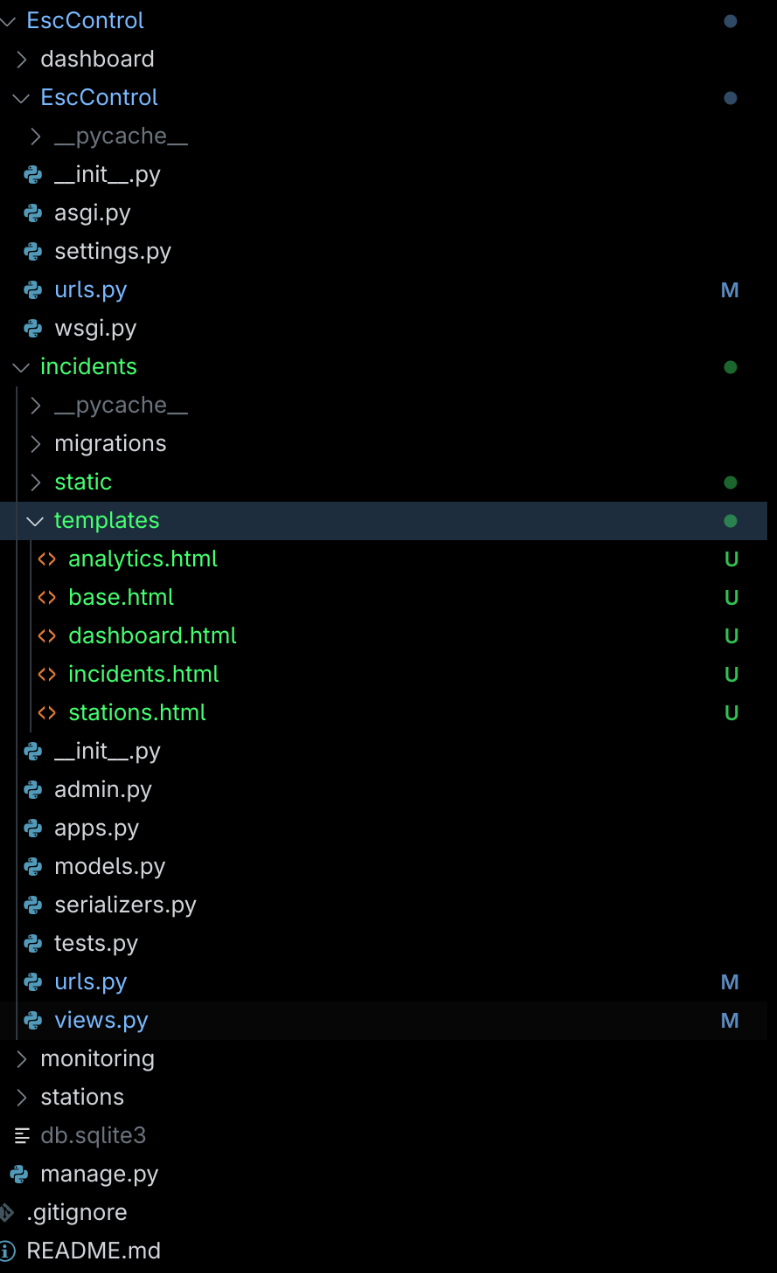 EscControl
dashboard
EscControl
__pycache__
__init__.py
asgi.py
settings.py
urls.py M
wsgi.py
incidents
__pycache__
migrations
static
templates
analytics.html U
base.html U
dashboard.html U
incidents.html U
stations.html U
__init__.py
admin.py
apps.py
models.py
serializers.py
tests.py
urls.py M
views.py M
monitoring
stations
db.sqlite3
manage.py
.gitignore
README.md